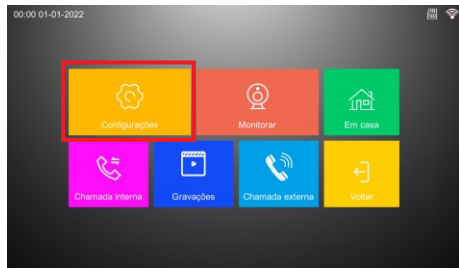 00:00 01-01-2022
Configurações
Monitorar
Em casa
Chamada interna
Gravações
Chamada externa
Voltar